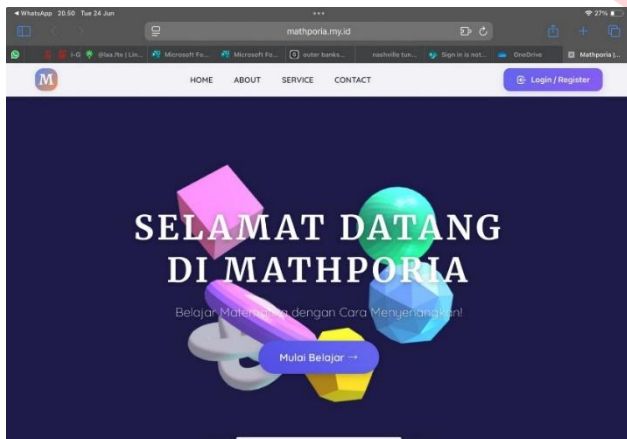 WhatsApp 20.50 Tue 24 Jun
27%
mathporia.my.id
I-G
Microsoft Fo... Microsoft Fo... outer banks... nashville tun... Sign in is not... OneDrive Mathporia |...
M
HOME ABOUT SERVICE CONTACT
Login / Register
SELAMAT DATANG
DI MATHPORIA
Belajar Matematika dengan Cara Menyenangkan!
Mulai Belajar →